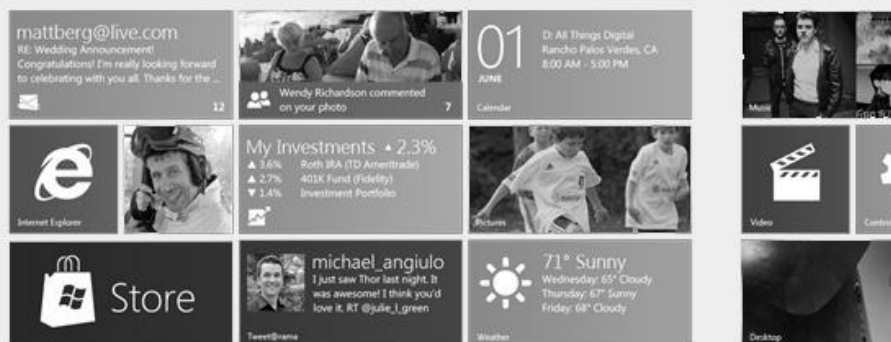 mattberg@live.com
RE: Wedding Announcement!
Congratulations! I'm really looking forward
to celebrating with you all. Thanks for the ...
12
Wendy Richardson commented
on your photo
7
01
JUNE
D: All Things Digital
Rancho Palos Verdes, CA
8:00 AM - 5:00 PM
Calendar
Music
Internet Explorer
My Investments ▲ 2.3%
▲ 3.6% Roth IRA (TD Ameritrade)
▲ 2.7% 401K Fund (Fidelity)
▼ 1.4% Investment Portfolio
Pictures
Video
Store
michael_angiulo
I just saw Thor last night. It
was awesome! I think you'd
love it. RT @julie_l_green
Tweet@rama
71° Sunny
Wednesday: 65° Cloudy
Thursday: 67° Sunny
Friday: 68° Cloudy
Weather
Desktop